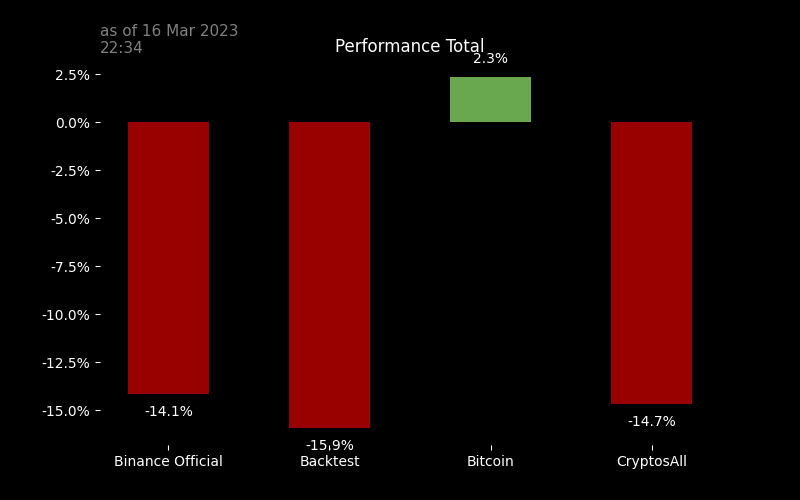 as of 16 Mar 2023
22:34
Performance Total
2.3%
2.5%
0.0%
-2.5%
-5.0%
-7.5%
-10.0%
-12.5%
-15.0%
-14.1%
-14.7%
-15.9%
Binance Official
Backtest
Bitcoin
CryptosAll